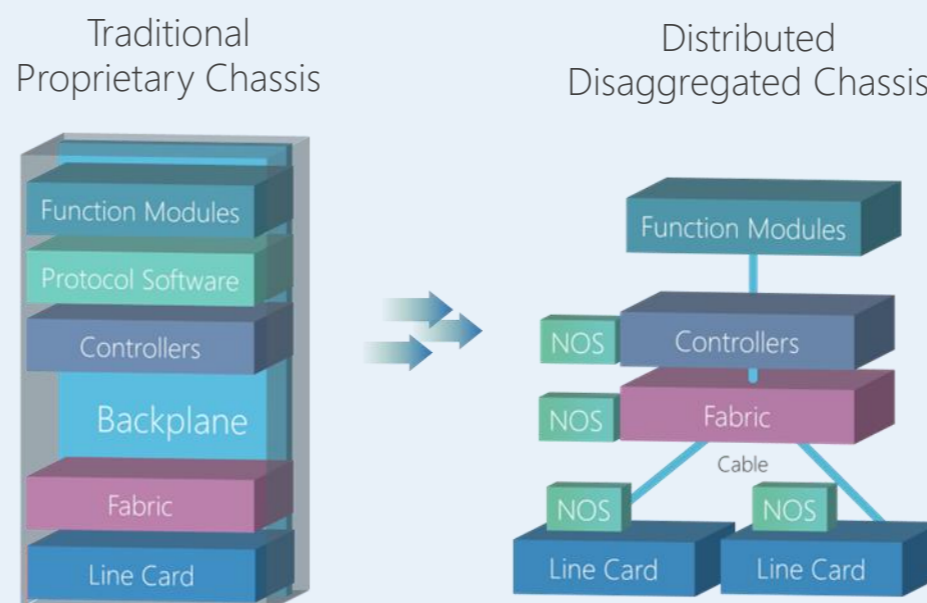 Traditional
Proprietary Chassis
Function Modules
Protocol Software
Controllers
Backplane
Fabric
Line Card
Distributed
Disaggregated Chassis
Function Modules
NOS
Controllers
NOS
Fabric
Cable
NOS
NOS
Line Card
Line Card